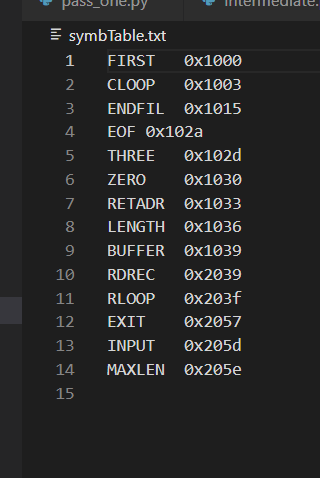 pass_one.py intermediate.
symbTable.txt
1 FIRST 0x1000
2 CLOOP 0x1003
3 ENDFIL 0x1015
4 EOF 0x102a
5 THREE 0x102d
6 ZERO 0x1030
7 RETADR 0x1033
8 LENGTH 0x1036
9 BUFFER 0x1039
10 RDREC 0x2039
11 RLOOP 0x203f
12 EXIT 0x2057
13 INPUT 0x205d
14 MAXLEN 0x205e
15